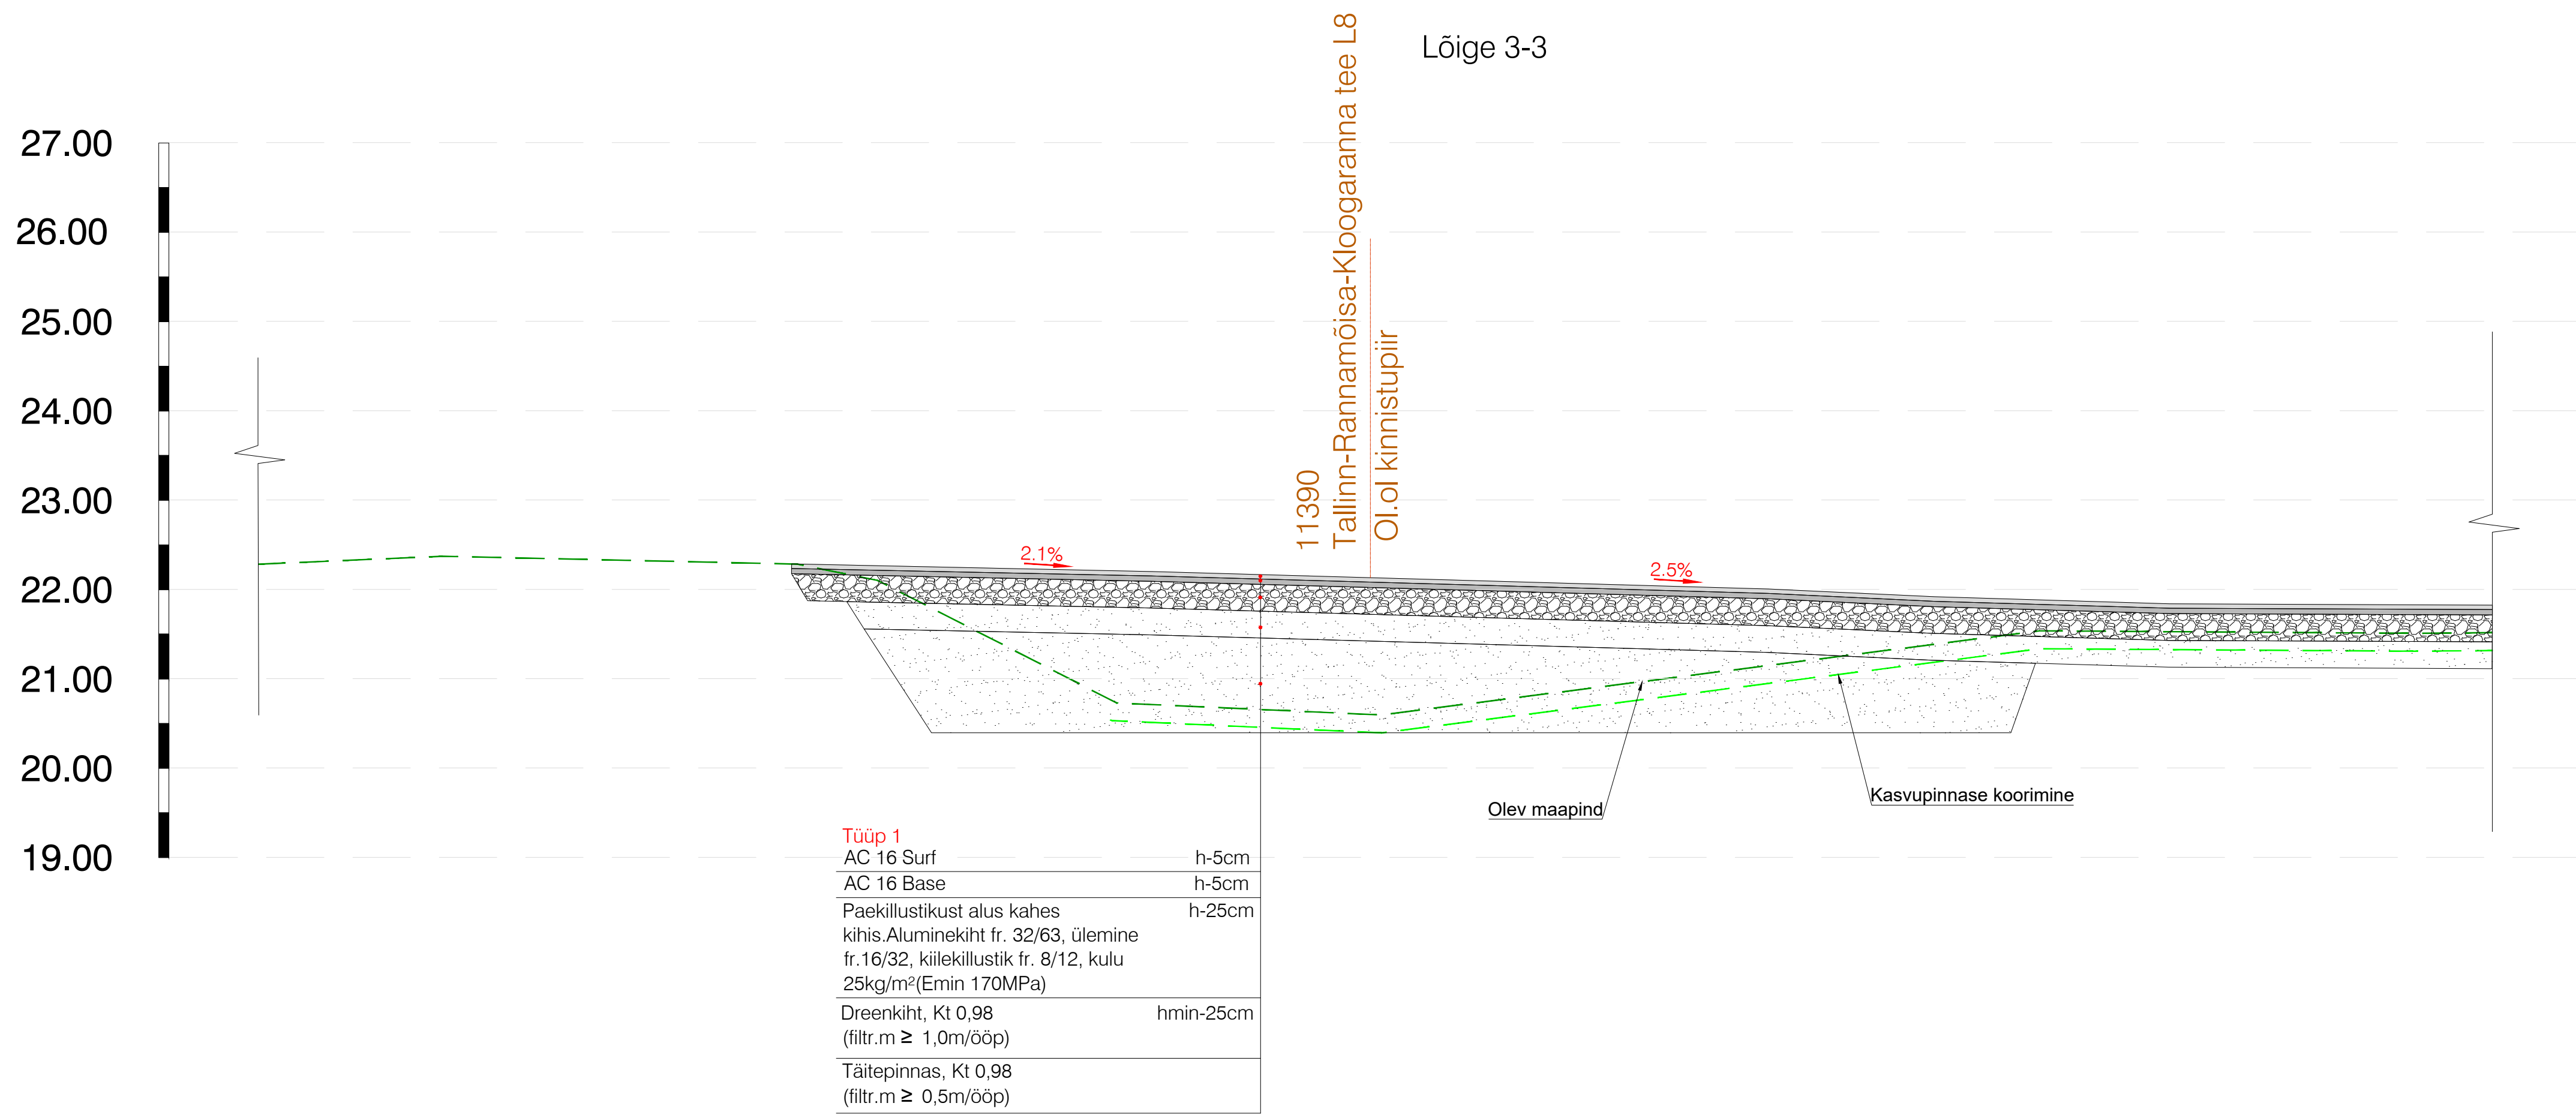 Lõige 3-3
11390
Tallinn-Rannamõisa-Kloogaranna tee L8
Ol.ol kinnistupiir
27.00
26.00
25.00
24.00
23.00
22.00
21.00
20.00
19.00
2.1%
2.5%
Olev maapind
Kasvupinnase koorimine
Tüüp 1
AC 16 Surf h-5cm
AC 16 Base h-5cm
Paekillustikust alus kahes h-25cm
kihis.Aluminekiht fr. 32/63, ülemine
fr.16/32, kiilekillustik fr. 8/12, kulu
25kg/m²(Emin 170MPa)
Dreenkiht, Kt 0,98 hmin-25cm
(filtr.m ≥ 1,0m/ööp)
Täitepinnas, Kt 0,98
(filtr.m ≥ 0,5m/ööp)